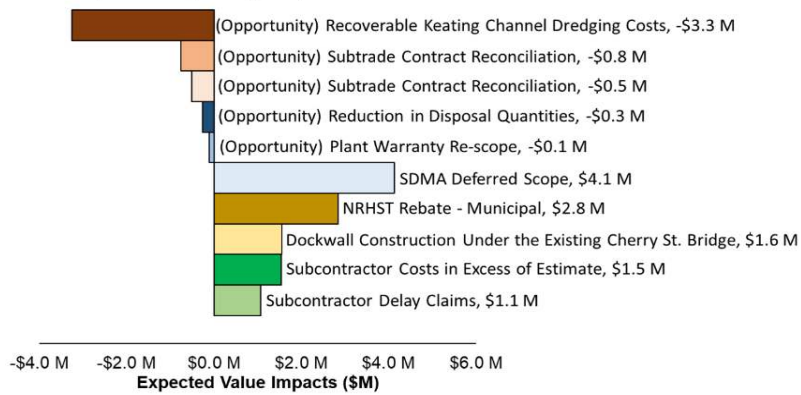 (Opportunity) Recoverable Keating Channel Dredging Costs, -$3.3 M
(Opportunity) Subtrade Contract Reconciliation, -$0.8 M
(Opportunity) Subtrade Contract Reconciliation, -$0.5 M
(Opportunity) Reduction in Disposal Quantities, -$0.3 M
(Opportunity) Plant Warranty Re-scope, -$0.1 M
SDMA Deferred Scope, $4.1 M
NRHST Rebate - Municipal, $2.8 M
Dockwall Construction Under the Existing Cherry St. Bridge, $1.6 M
Subcontractor Costs in Excess of Estimate, $1.5 M
Subcontractor Delay Claims, $1.1 M
-$4.0 M -$2.0 M $0.0 M $2.0 M $4.0 M $6.0 M
Expected Value Impacts ($M)